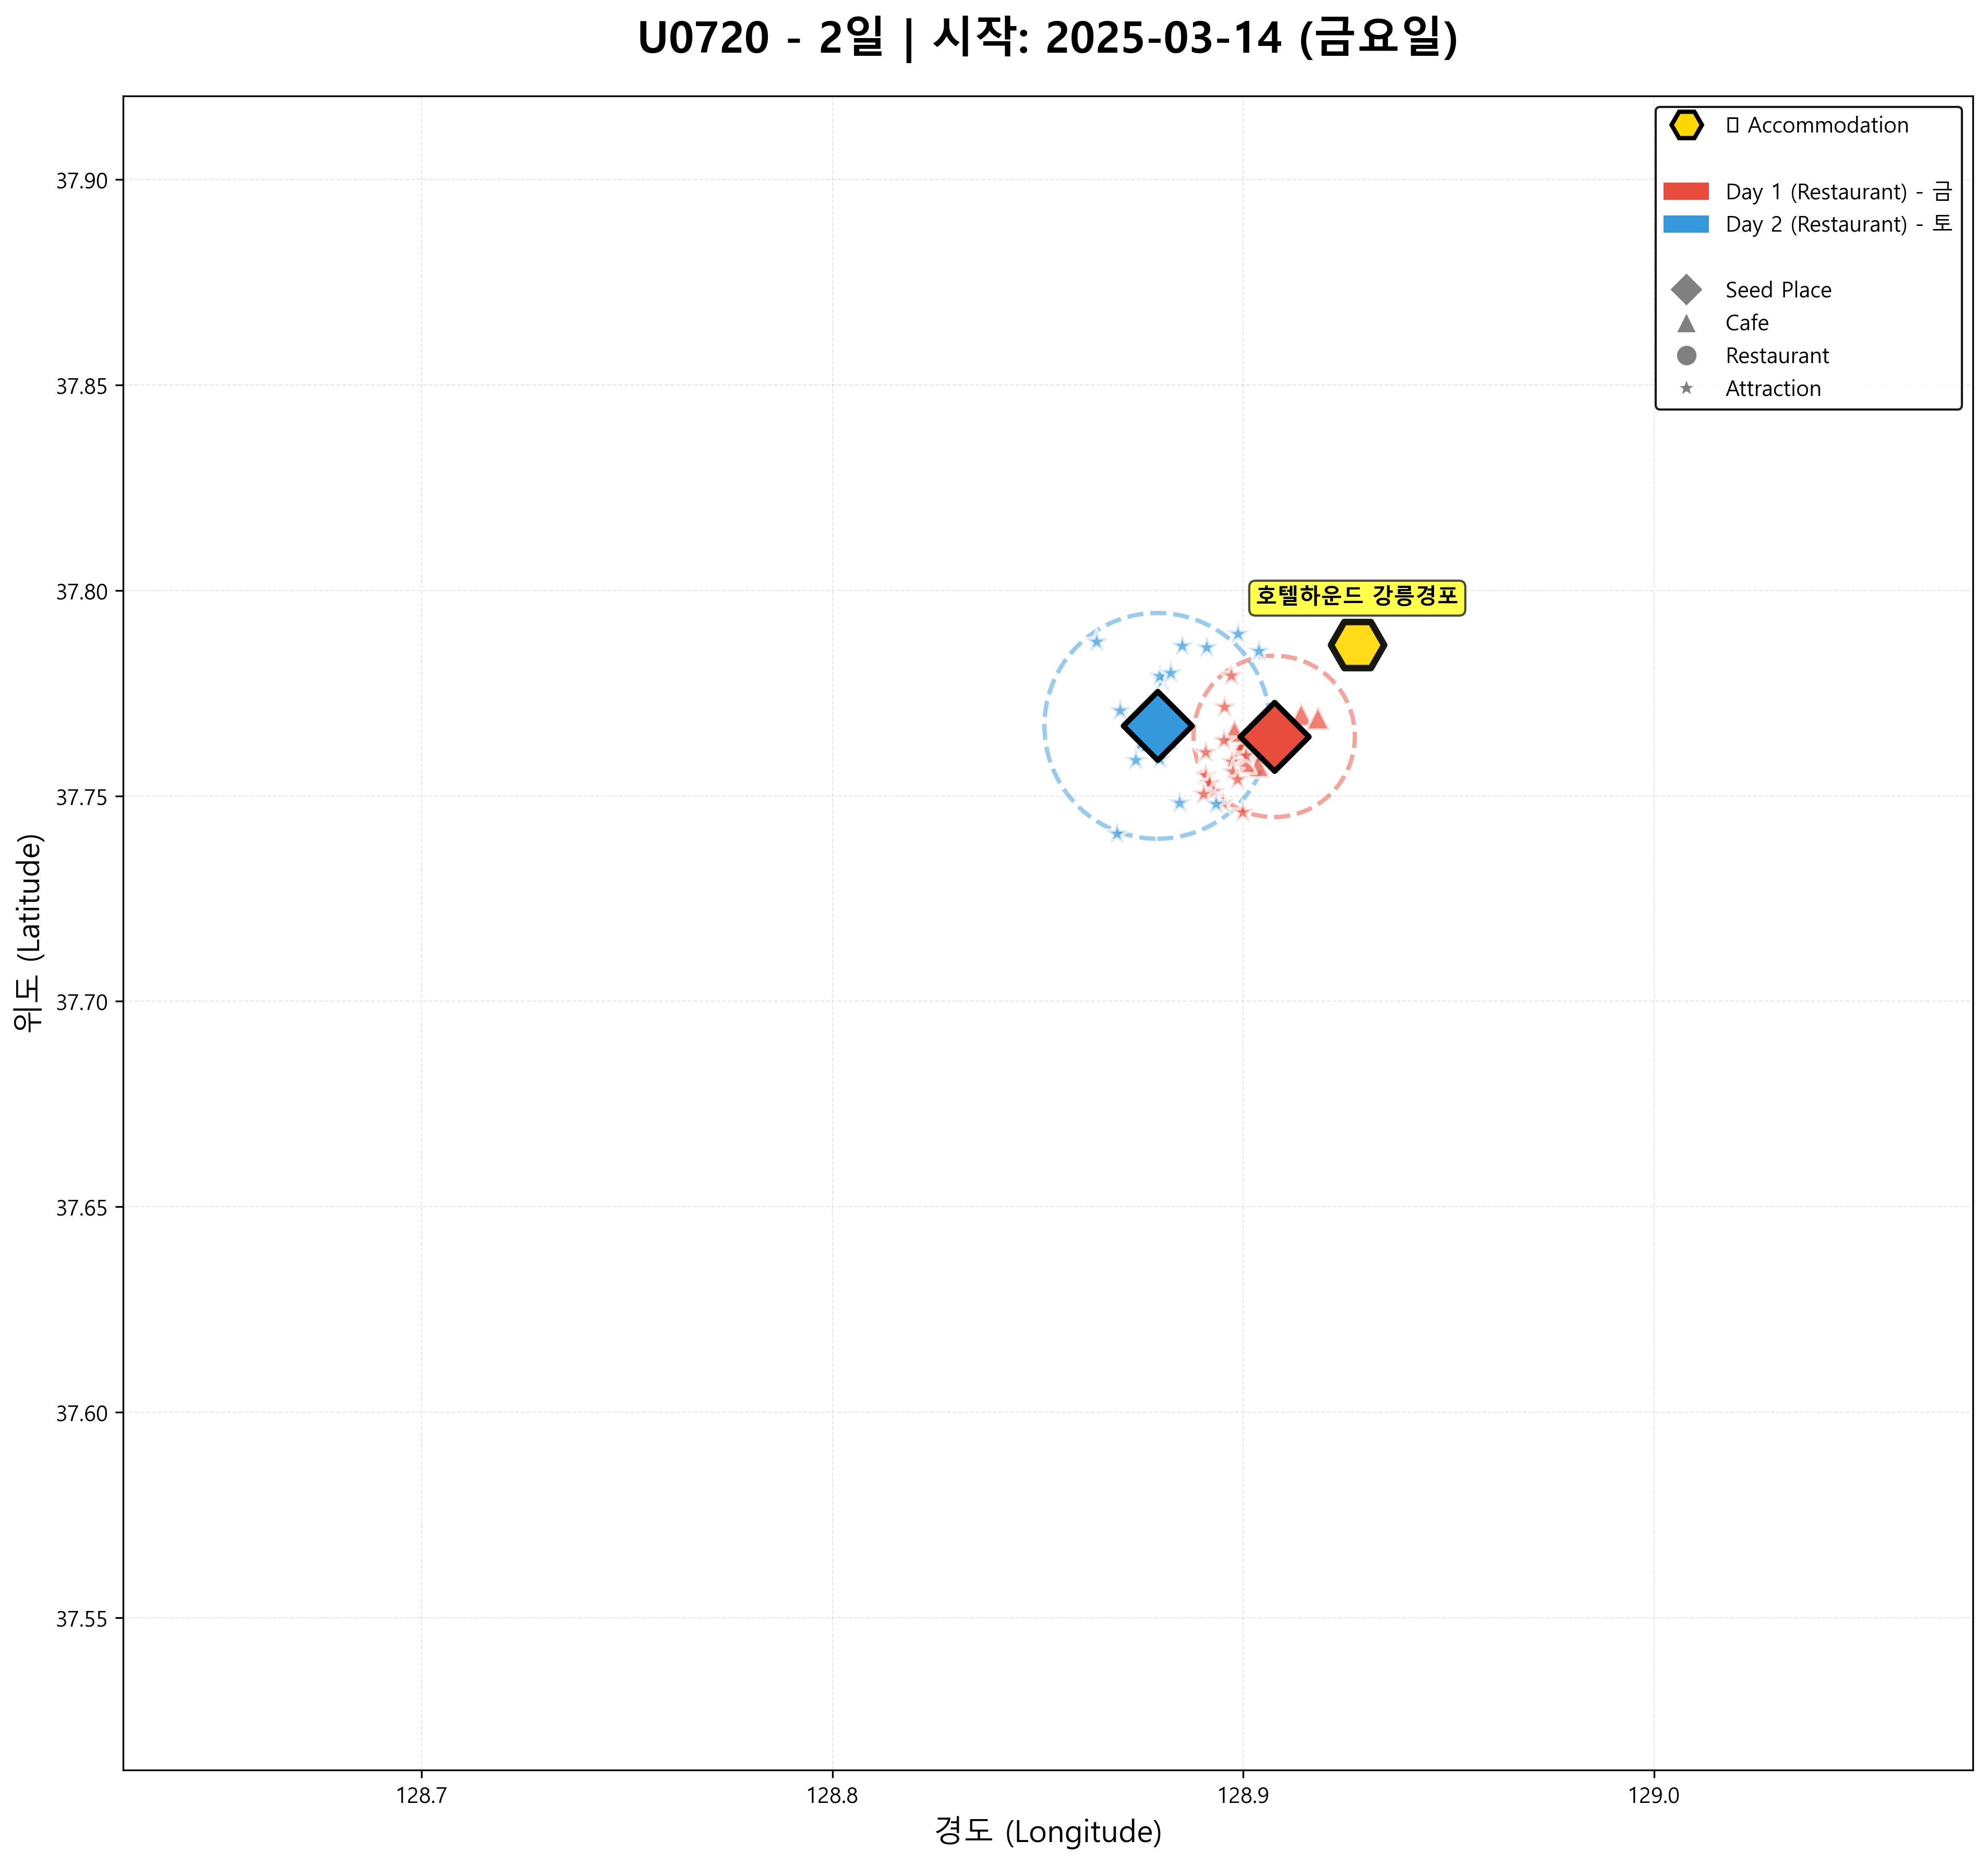 U0720 - 2일 | 시작: 2025-03-14 (금요일)
Accommodation
Day 1 (Restaurant) - 금
Day 2 (Restaurant) - 토
Seed Place
Cafe
Restaurant
Attraction
호텔하운드 강릉경포
위도 (Latitude)
37.90
37.85
37.80
37.75
37.70
37.65
37.60
37.55
128.7
128.8
128.9
129.0
경도 (Longitude)